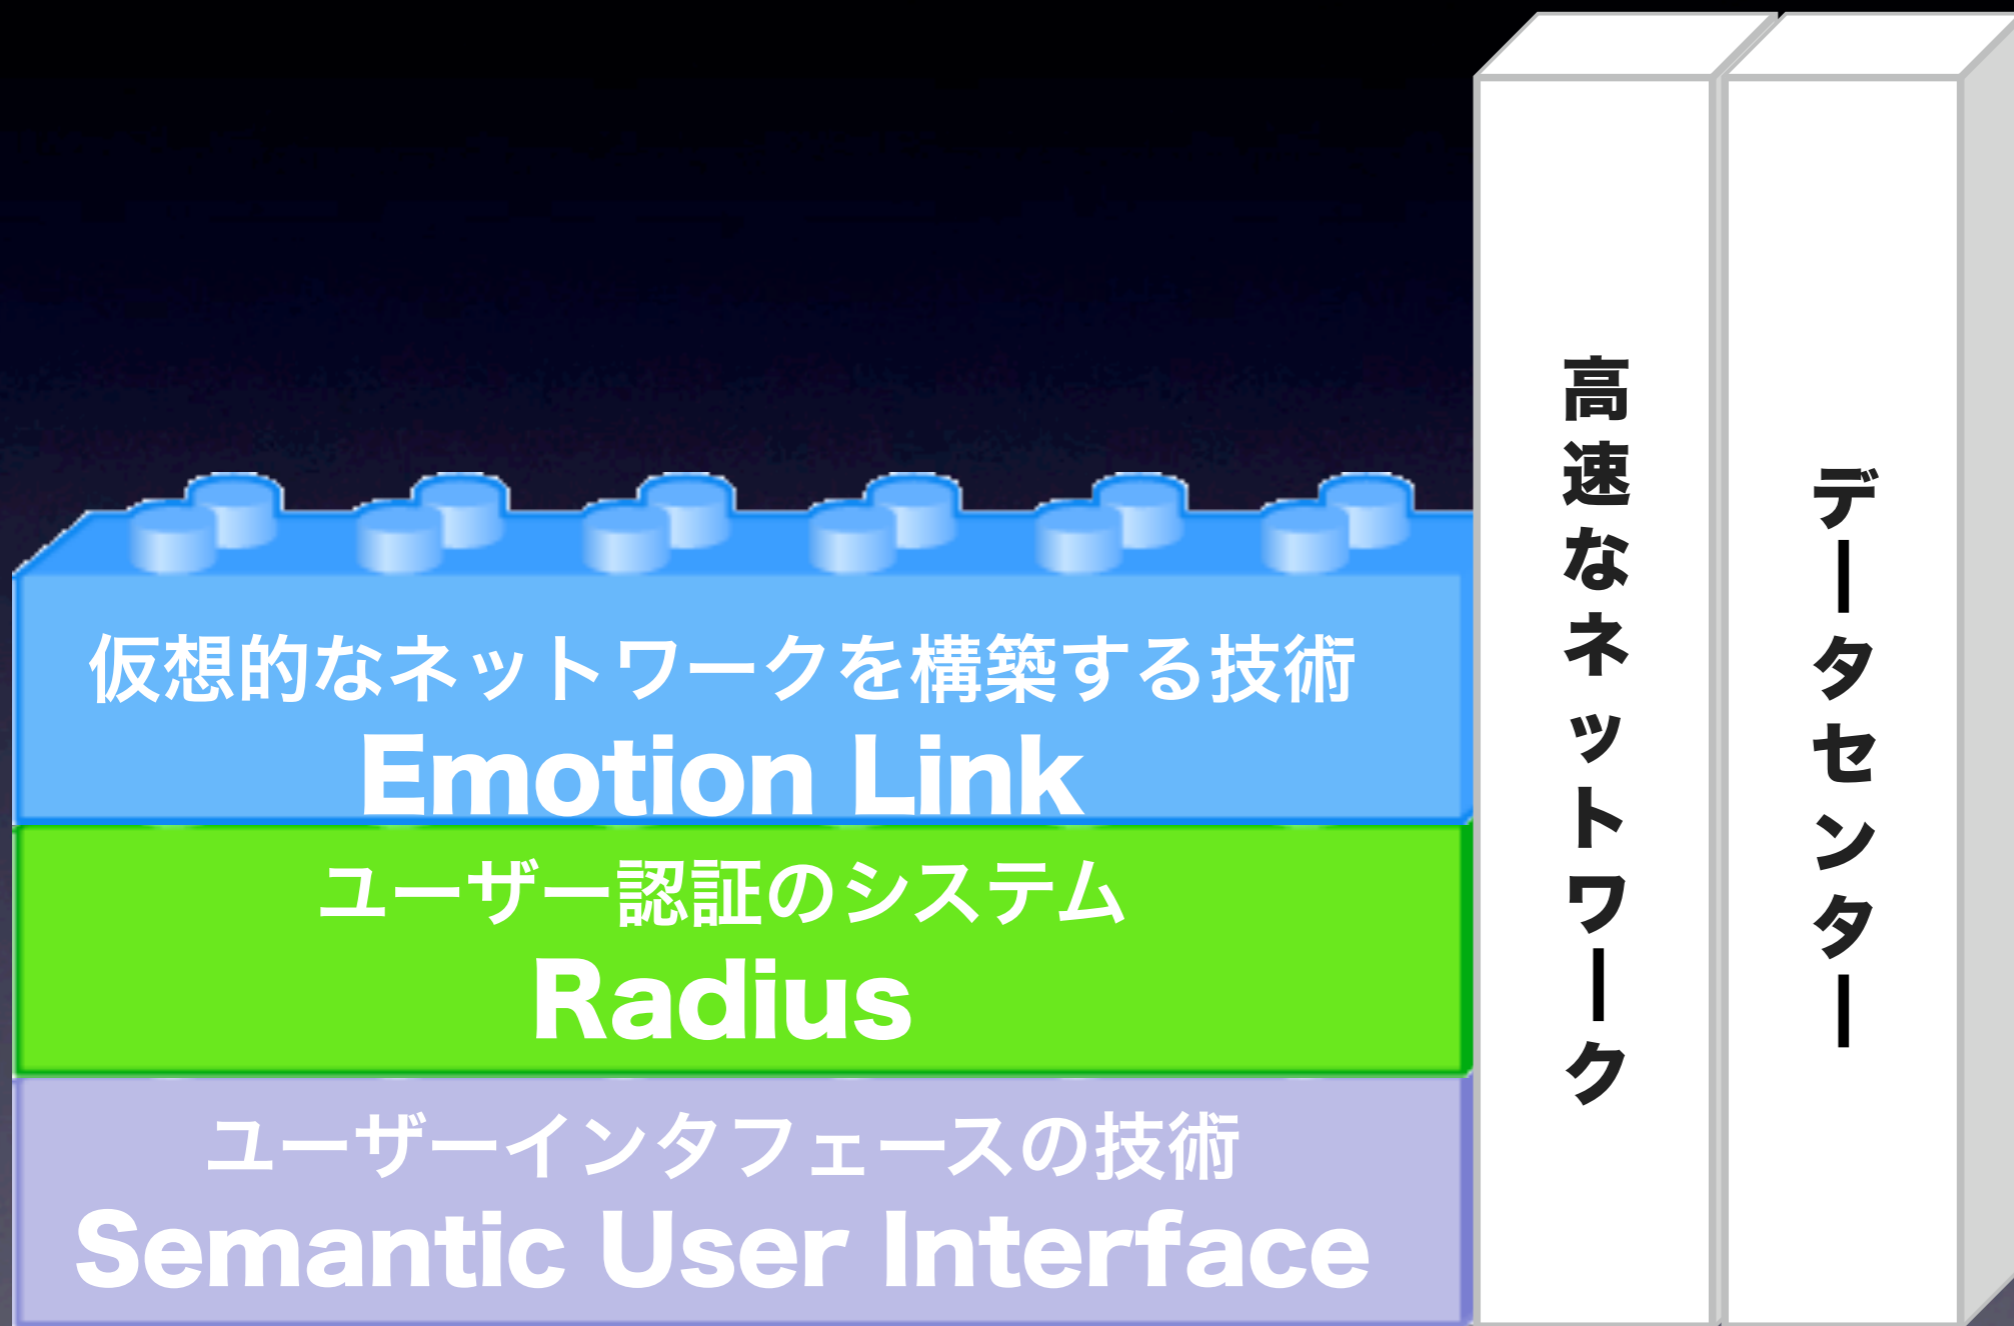 仮想的なネットワークを構築する技術
Emotion Link
ユーザー認証のシステム
Radius
ユーザーインタフェースの技術
Semantic User Interface
高速なネットワーク
データセンター